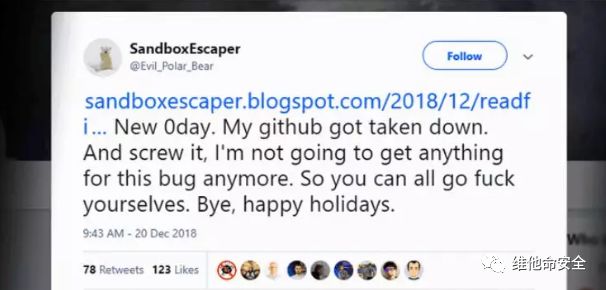 SandboxEscaper
@Evil_Polar_Bear
Follow
sandboxescaper.blogspot.com/2018/12/readf
i... New 0day. My github got taken down.
And screw it, I'm not going to get anything
for this bug anymore. So you can all go fuck
yourselves. Bye, happy holidays.
9:43 AM - 20 Dec 2018
78 Retweets 123 Likes
维他命安全